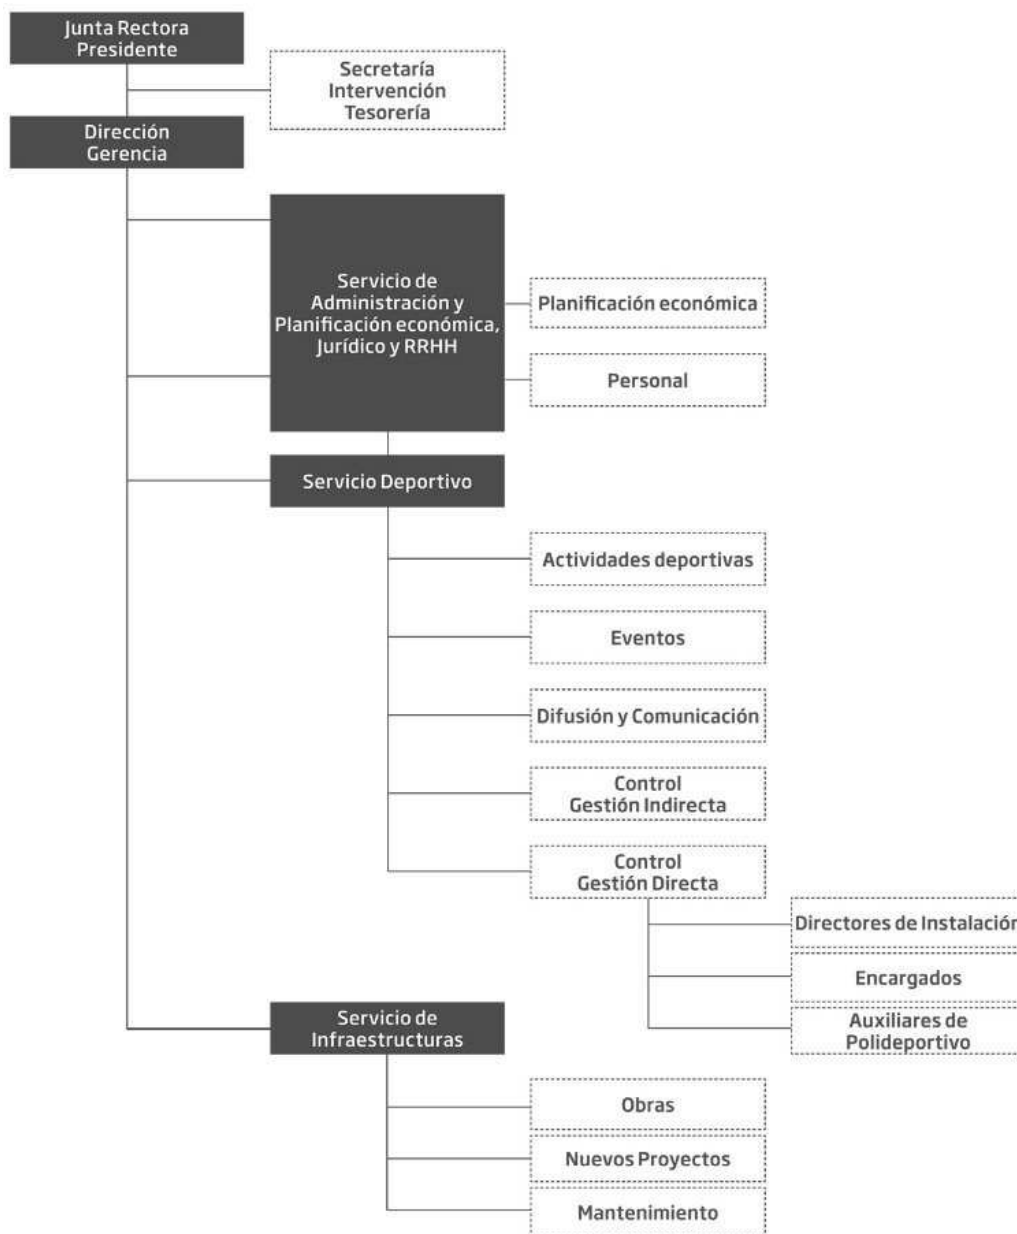 Junta Rectora
Presidente
Secretaría
Intervención
Tesorería
Dirección
Gerencia
Servicio de
Administración y
Planificación económica,
Jurídico y RRHH
Planificación económica
Personal
Servicio Deportivo
Actividades deportivas
Eventos
Difusión y Comunicación
Control
Gestión Indirecta
Control
Gestión Directa
Directores de Instalación
Encargados
Auxiliares de
Polideportivo
Servicio de
Infraestructuras
Obras
Nuevos Proyectos
Mantenimiento